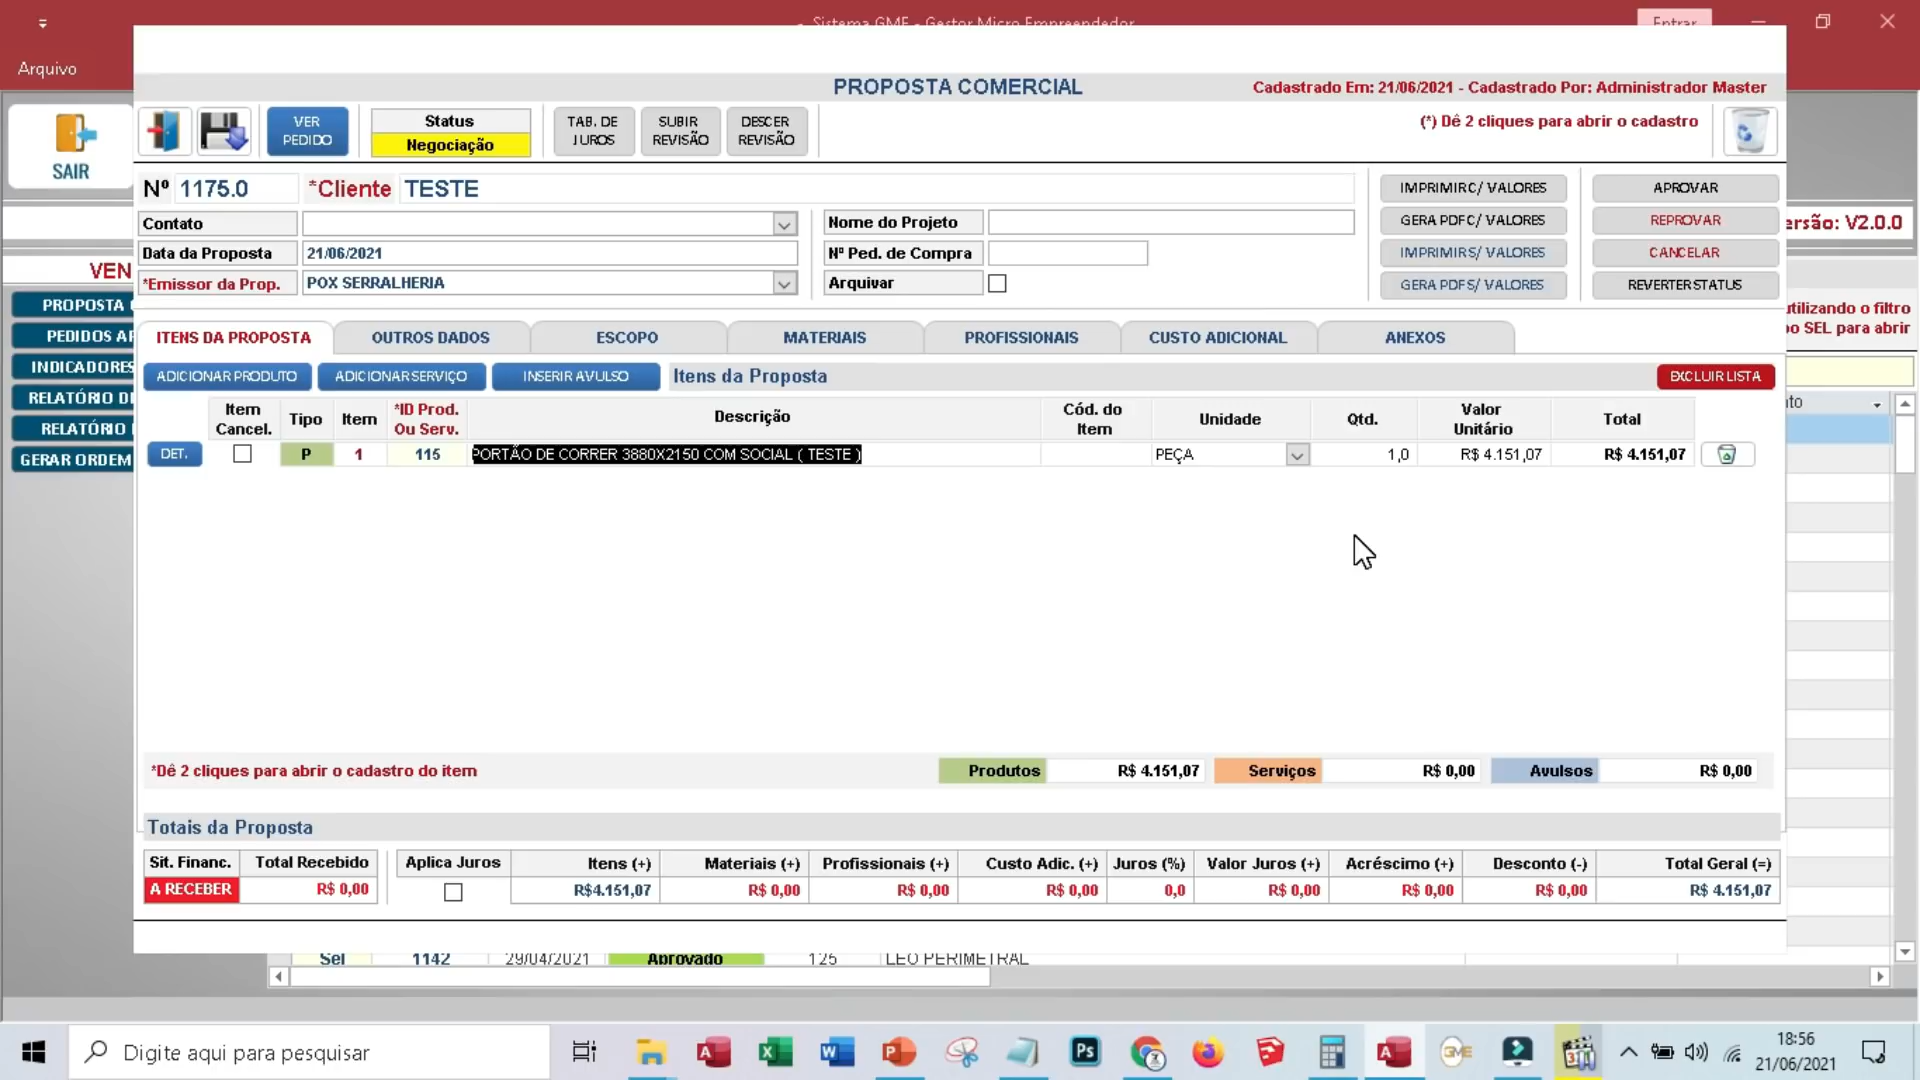 - Sistema GME - Gestor Micro Empreendedor
Entrar
Arquivo
PROPOSTA COMERCIAL
Cadastrado Em: 21/06/2021 - Cadastrado Por: Administrador Master
SAIR
VER PEDIDO
Status
Negociação
TAB. DE JUROS
SUBIR REVISÃO
DESCER REVISÃO
(*) Dê 2 cliques para abrir o cadastro
Nº 1175.0 *Cliente TESTE
IMPRIMIR C/ VALORES
APROVAR
Contato
Nome do Projeto
GERA PDF C/ VALORES
REPROVAR
ersão: V2.0.0
Data da Proposta 21/06/2021
Nº Ped. de Compra
IMPRIMIR S/ VALORES
CANCELAR
VEN
*Emissor da Prop. POX SERRALHERIA
Arquivar
GERA PDF S/ VALORES
REVERTER STATUS
PROPOSTA
PEDIDOS A
INDICADORES
RELATÓRIO D
RELATÓRIO
GERAR ORDEM
utilizando o filtro
o SEL para abrir
ITENS DA PROPOSTA
OUTROS DADOS
ESCOPO
MATERIAIS
PROFISSIONAIS
CUSTO ADICIONAL
ANEXOS
ADICIONAR PRODUTO
ADICIONAR SERVIÇO
INSERIR AVULSO
Itens da Proposta
EXCLUIR LISTA
Item Cancel.
Tipo
Item
*ID Prod. Ou Serv.
Descrição
Cód. do Item
Unidade
Qtd.
Valor Unitário
Total
DET. P 1 115 PORTÃO DE CORRER 3880X2150 COM SOCIAL ( TESTE ) PEÇA 1,0 R$ 4.151,07 R$ 4.151,07
*Dê 2 cliques para abrir o cadastro do item
Produtos R$ 4.151,07
Serviços R$ 0,00
Avulsos R$ 0,00
Totais da Proposta
Sit. Financ. Total Recebido Aplica Juros Itens (+) Materiais (+) Profissionais (+) Custo Adic. (+) Juros (%) Valor Juros (+) Acréscimo (+) Desconto (-) Total Geral (=)
A RECEBER R$ 0,00 R$4.151,07 R$ 0,00 R$ 0,00 R$ 0,00 0,0 R$ 0,00 R$ 0,00 R$ 0,00 R$ 4.151,07
Sel 1142 29/04/2021 Aprovado 125 LEO PERIMETRAL
Digite aqui para pesquisar
18:56
21/06/2021